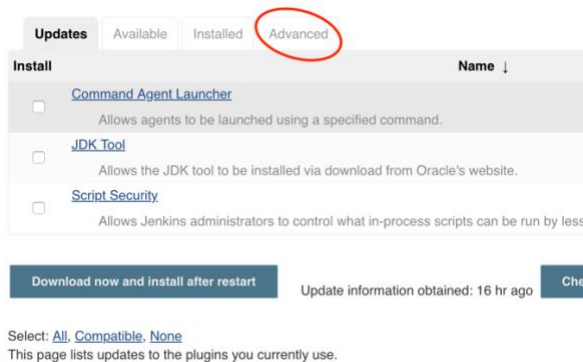 Updates Available Installed Advanced
Install Name ↓
Command Agent Launcher
Allows agents to be launched using a specified command.
JDK Tool
Allows the JDK tool to be installed via download from Oracle's website.
Script Security
Allows Jenkins administrators to control what in-process scripts can be run by less
Download now and install after restart Update information obtained: 16 hr ago Che
Select: All, Compatible, None
This page lists updates to the plugins you currently use.